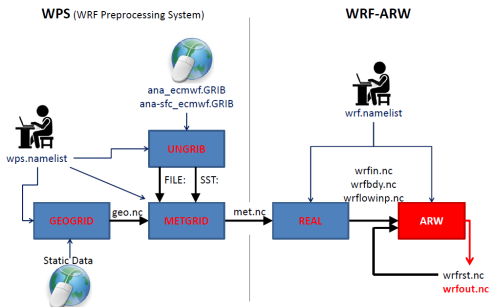 WPS (WRF Preprocessing System)
WRF-ARW
ana_ecmwf.GRIB
ana-sfc_ecmwf.GRIB
wrf.namelist
wps.namelist
UNGRIB
FILE:
SST:
wrfin.nc
wrfbdy.nc
wrflowinp.nc
GEOGRID
geo.nc
METGRID
met.nc
REAL
ARW
Static Data
wrfrst.nc
wrfout.nc